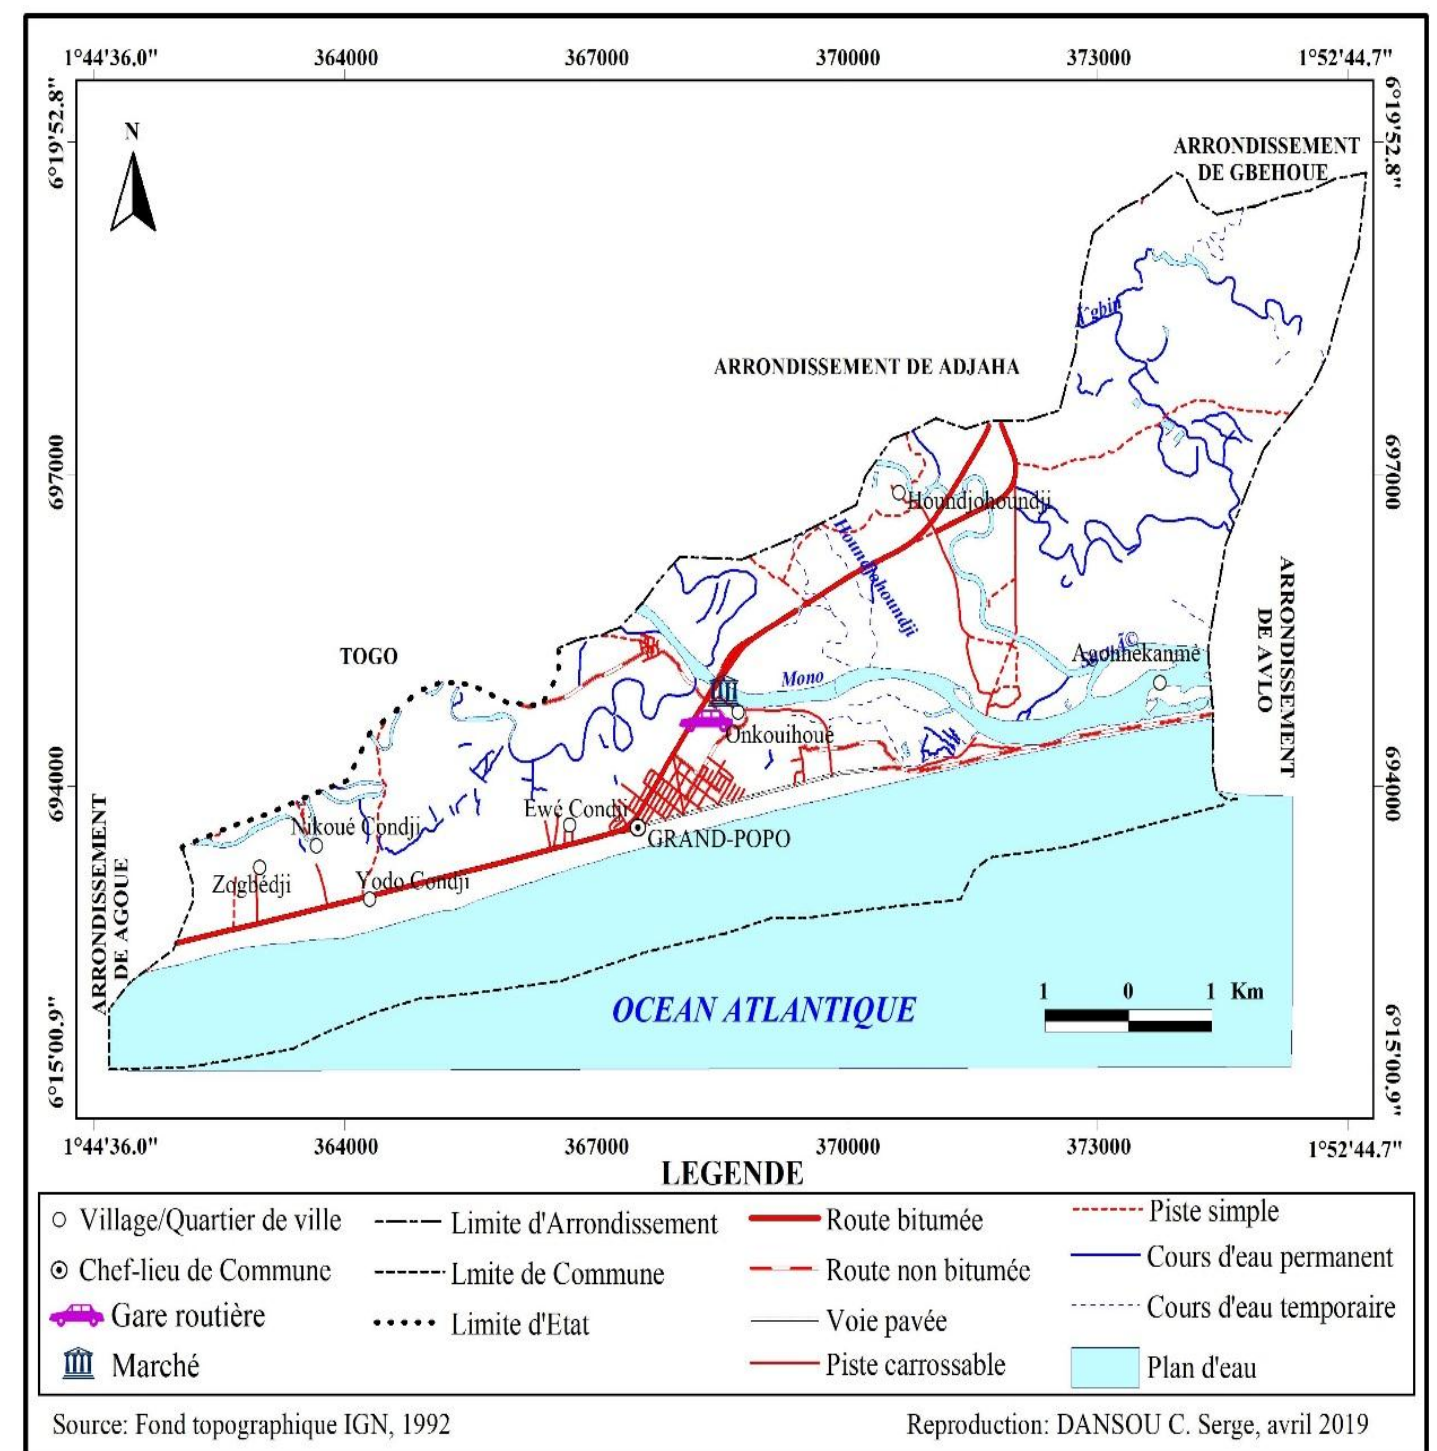 1°44'36.0" 364000 367000 370000 373000 1°52'44.7"
6°19'52.8"
6°19'52.8"
N
ARRONDISSEMENT
DE GBEHOUE
ARRONDISSEMENT DE ADJAHA
697000
697000
Houndjohoundji
Houndjohoundji
TOGO
Agonnékanmè
Mono
Onkouihoué
ARRONDISSEMENT
DE AVLO
694000
694000
Ewé Condji
Nikoué Condji
GRAND-POPO
Zogbédji
Yodo Condji
ARRONDISSEMENT
DE AGOUE
OCEAN ATLANTIQUE
1 0 1 Km
6°15'00.9"
6°15'00.9"
1°44'36.0" 364000 367000 370000 373000 1°52'44.7"
LEGENDE
Village/Quartier de ville
Chef-lieu de Commune
Gare routière
Marché
Limite d'Arrondissement
Lmite de Commune
Limite d'Etat
Route bitumée
Route non bitumée
Voie pavée
Piste carrossable
Piste simple
Cours d'eau permanent
Cours d'eau temporaire
Plan d'eau
Source: Fond topographique IGN, 1992
Reproduction: DANSOU C. Serge, avril 2019